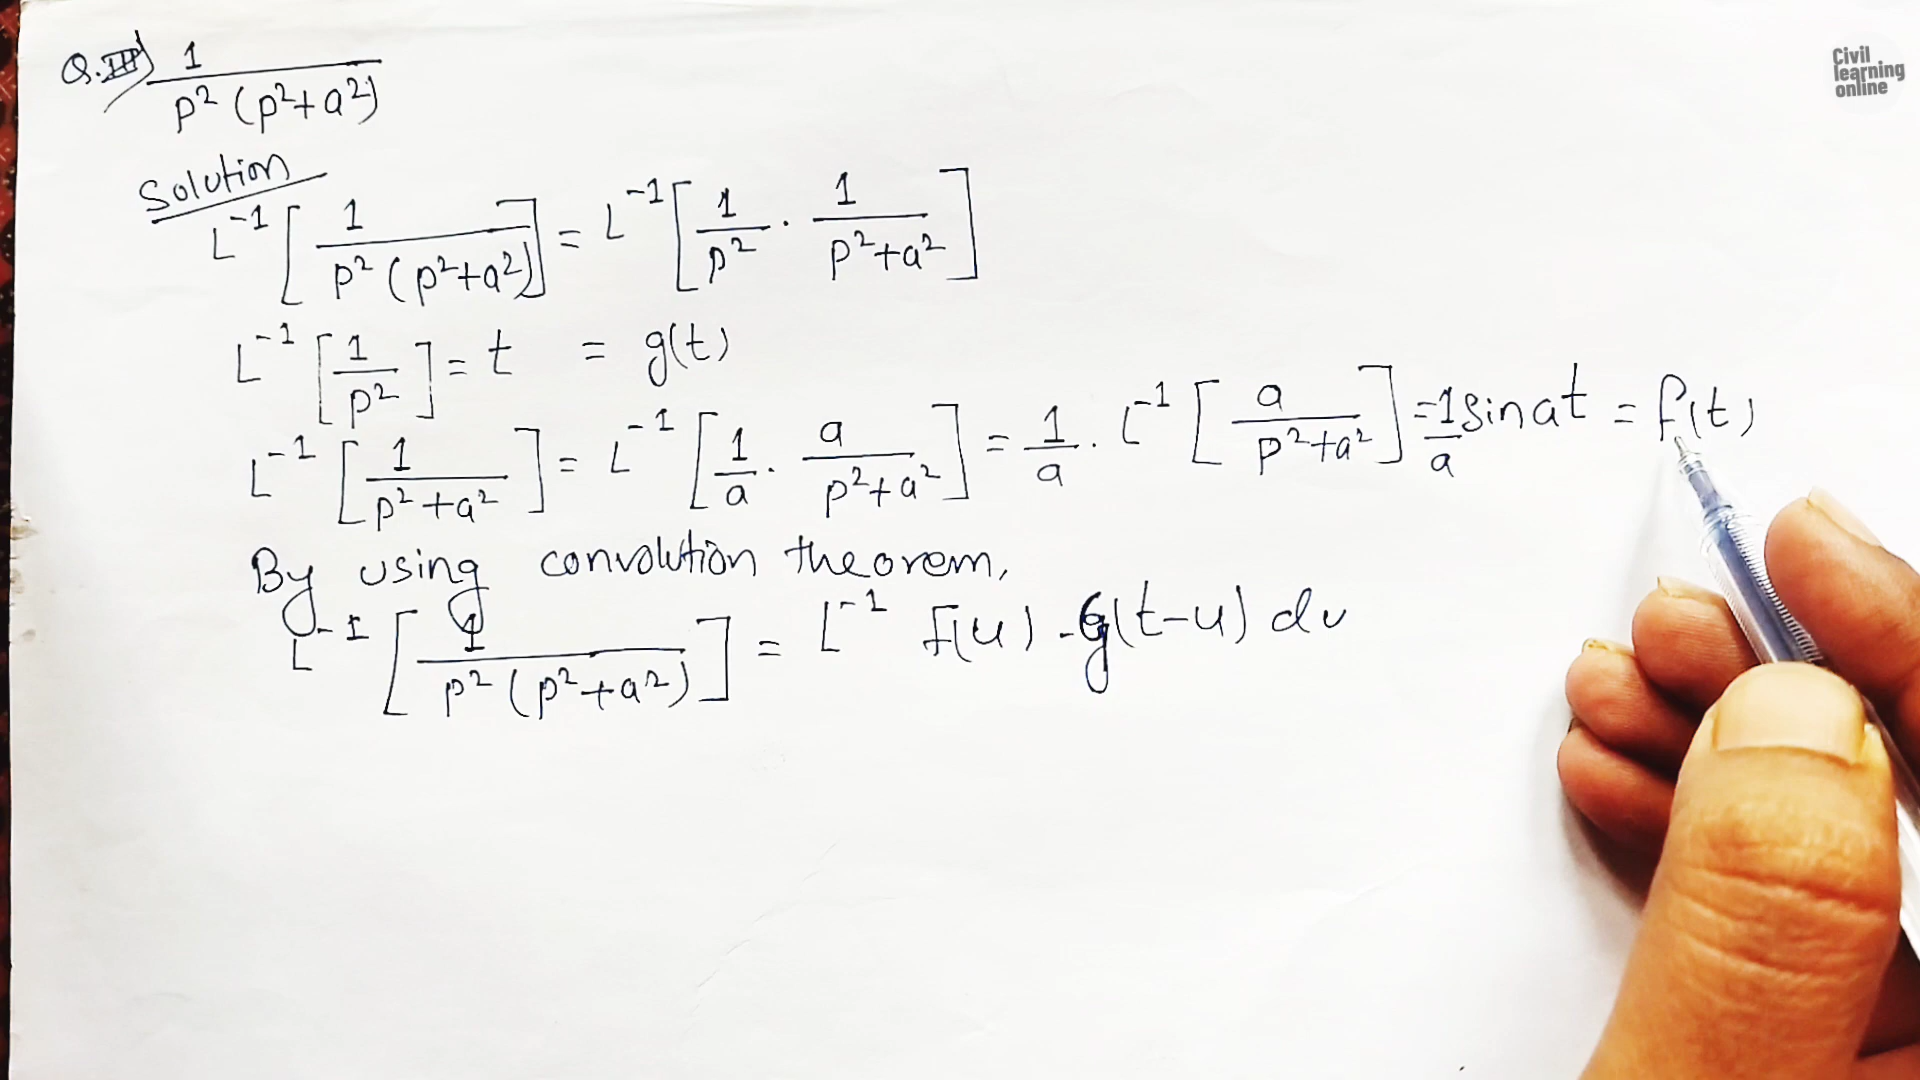 Q.III) 1/(p²(p²+a²))
Solution
L⁻¹[1/(p²(p²+a²))] = L⁻¹[1/p² · 1/(p²+a²)]
L⁻¹[1/p²] = t = g(t)
L⁻¹[1/(p²+a²)] = L⁻¹[1/a · a/(p²+a²)] = 1/a · L⁻¹[a/(p²+a²)] = 1/a sin at = f(t)
By using convolution theorem,
L⁻¹[1/(p²(p²+a²))] = L⁻¹ f(u) - g(t-u) du
Civil
learning
online